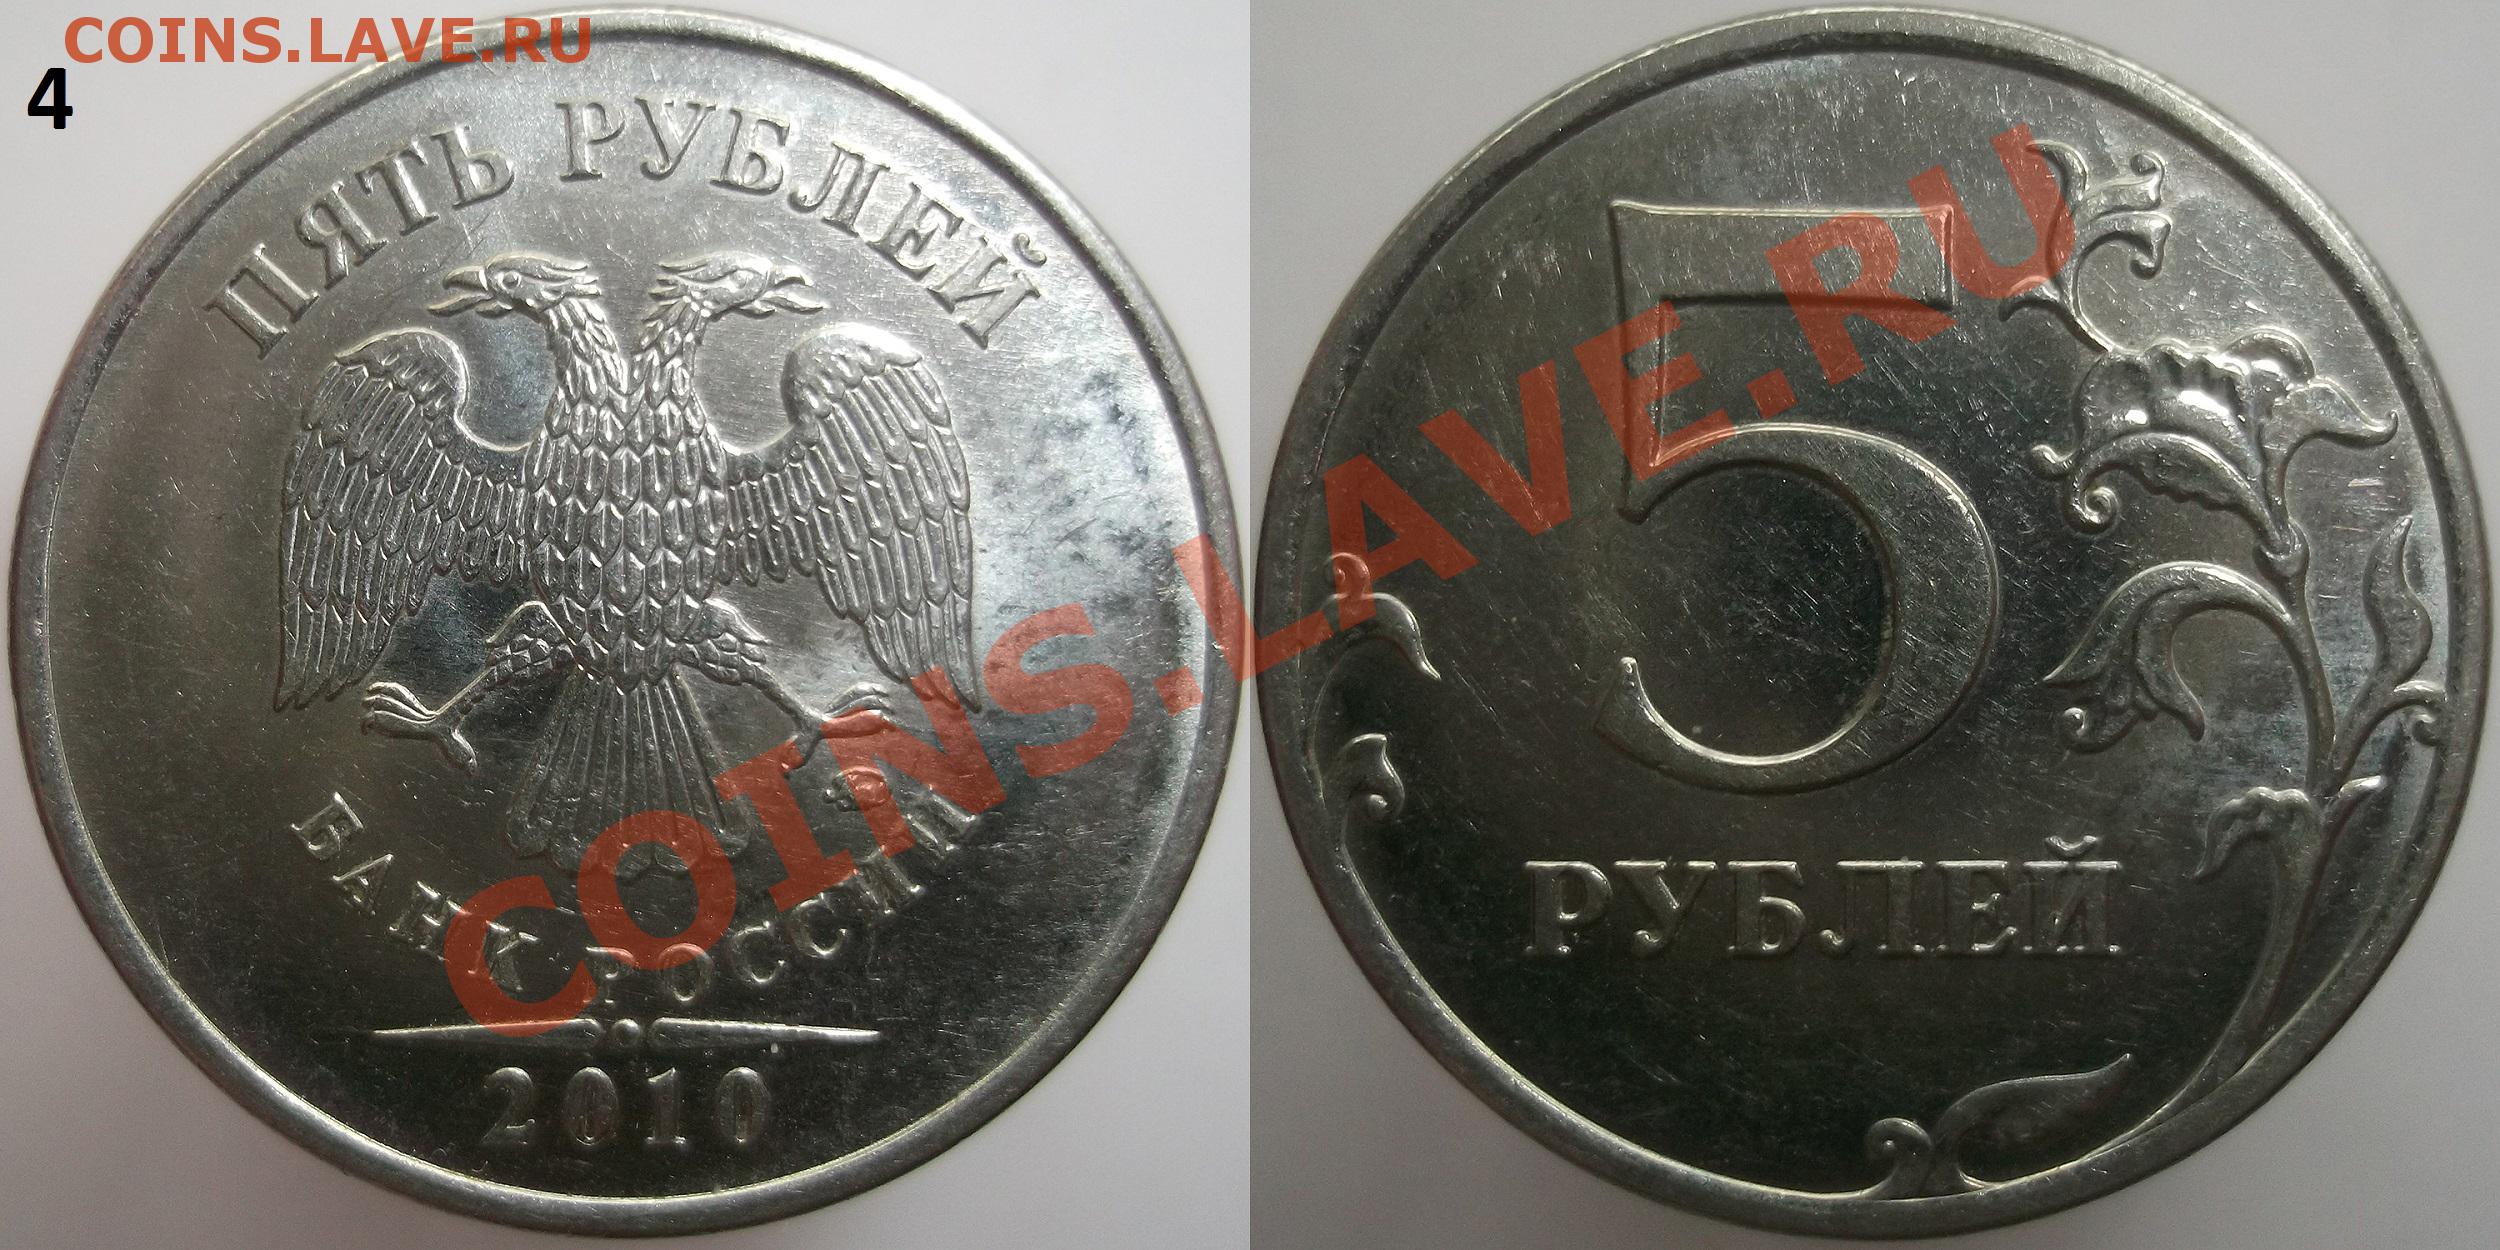 COINS.LAVE.RU
4
ПЯТЬ РУБЛЕЙ
БАНК РОССИИ
2010
5
РУБЛЕЙ
COINS.LAVE.RU